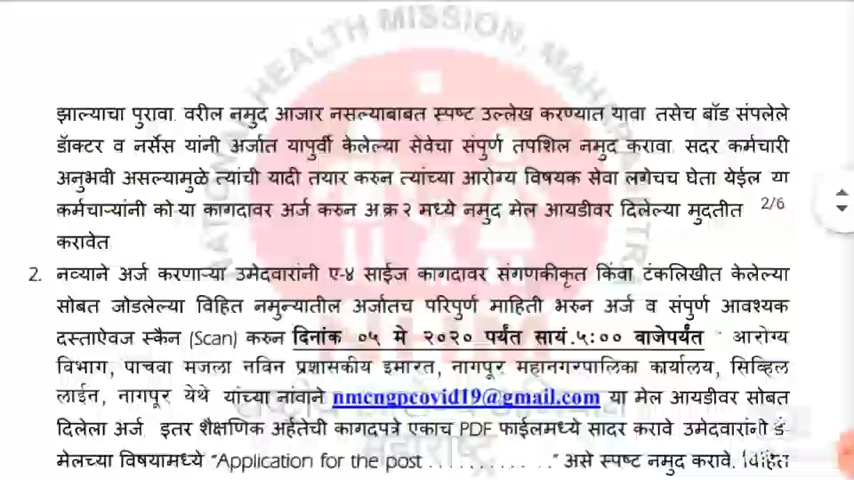 NATIONAL HEALTH MISSION, MAHARASHTRA
झाल्याचा पुरावा. वरील नमुद आजार नसल्याबाबत स्पष्ट उल्लेख करण्यात यावा. तसेच बॉड संपलेले
डॉक्टर व नर्सेस यांनी अर्जात यापुर्वी केलेल्या सेवेचा संपुर्ण तपशिल नमुद करावा. सदर कर्मचारी
अनुभवी असल्यामुळे त्यांची यादी तयार करुन त्यांच्या आरोग्य विषयक सेवा लगेचच घेता येईल. या
कर्मचाऱ्यांनी को-या कागदावर अर्ज करुन अ.क्र.२ मध्ये नमुद मेल आयडीवर दिलेल्या मुदतीत
2/6
करावेत
2. नव्याने अर्ज करणाऱ्या उमेदवारांनी ए-४ साईज कागदावर संगणकीकृत किंवा टंकलिखीत केलेल्या
सोबत जोडलेल्या विहित नमुन्यातील अर्जातच परिपुर्ण माहिती भरुन अर्ज व संपुर्ण आवश्यक
दस्ताऐवज स्कॅन (Scan) करुन दिनांक ०५ मे २०२० पर्यंत सायं.५:०० वाजेपर्यंत " आरोग्य
विभाग, पाचवा मजला नविन प्रशासकीय इमारत, नागपूर महानगरपालिका कार्यालय, सिव्हिल
लाईन, नागपूर येथे यांच्या नांवाने nmcngpcovid19@gmail.com या मेल आयडीवर सोबत
दिलेला अर्ज. इतर शैक्षणिक अर्हतेची कागदपत्रे एकाच PDF फाईलमध्ये सादर करावे. उमेदवारांनी ई-
मेलच्या विषयामध्ये "Application for the post . . . . . . . . . . . . ." असे स्पष्ट नमुद करावे. विहित